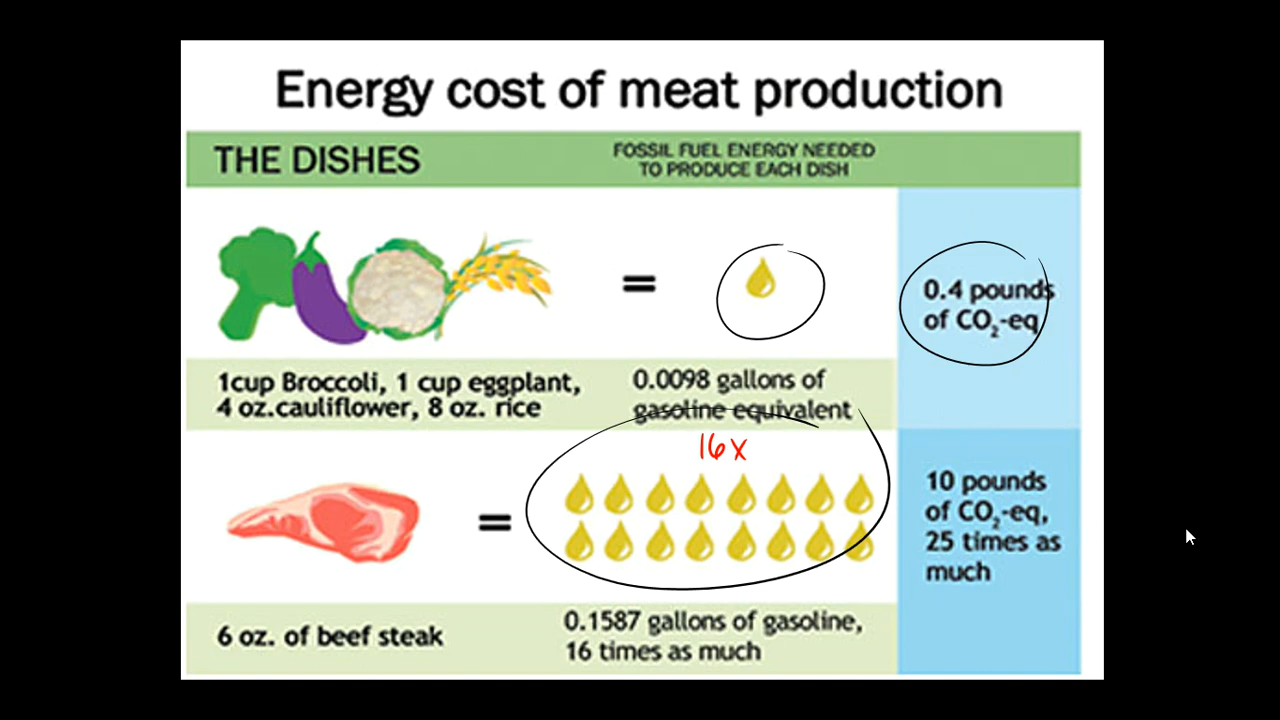 Energy cost of meat production
THE DISHES
FOSSIL FUEL ENERGY NEEDED
TO PRODUCE EACH DISH
=
0.4 pounds
of CO₂-eq
1cup Broccoli, 1 cup eggplant,
4 oz.cauliflower, 8 oz. rice
0.0098 gallons of
gasoline equivalent
16x
=
10 pounds
of CO₂-eq,
25 times as
much
6 oz. of beef steak
0.1587 gallons of gasoline,
16 times as much